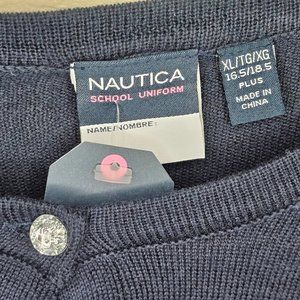 NAUTICA
SCHOOL UNIFORM
NAME/NOMBRE:
XL/TG/XG
16.5/18.5
PLUS
MADE IN
CHINA